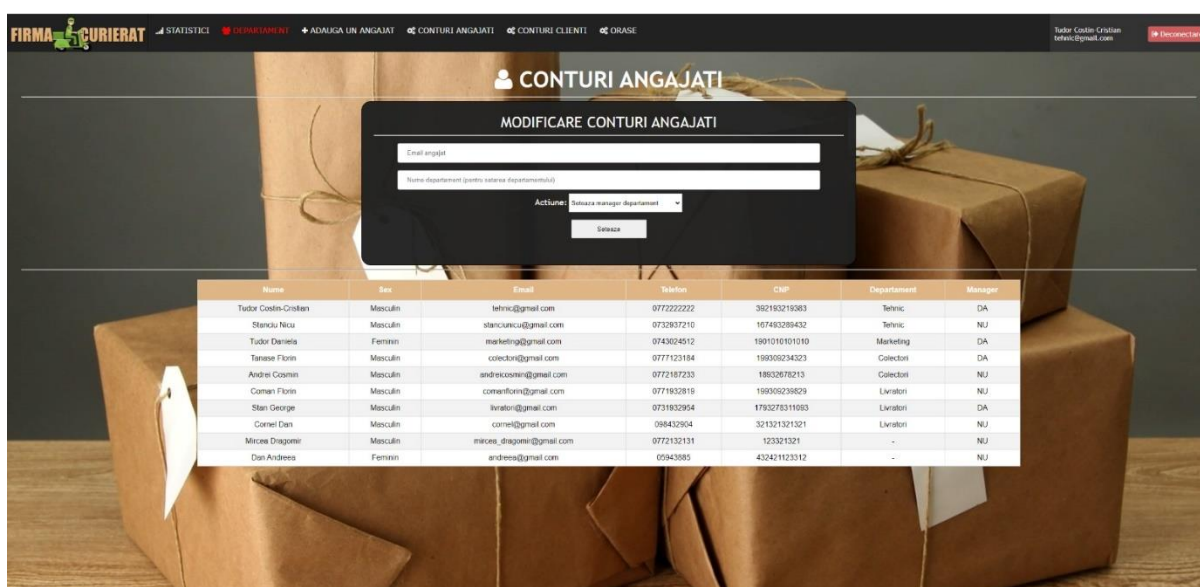 FIRMA CURIERAT STATISTICI DEPARTAMENT ADAUGA UN ANGAJAT CONTURI ANGAJATI CONTURI CLIENTI ORASE Tudor Costin-Cristian
tehnic@gmail.com Deconectare
CONTURI ANGAJATI
MODIFICARE CONTURI ANGAJATI
Email angajat
Nume departament (pentru setarea departamentului)
Actiune: Seteaza manager departament
Seteaza
Nume Sex Email Telefon CNP Departament Manager
Tudor Costin-Cristian Masculin tehnic@gmail.com 0772222222 392193219383 Tehnic DA
Stanciu Nicu Masculin stanciunicu@gmail.com 0732937210 167493289432 Tehnic NU
Tudor Daniela Feminin marketing@gmail.com 0743024512 1901010101010 Marketing DA
Tanase Florin Masculin colectori@gmail.com 0777123184 199309234323 Colectori DA
Andrei Cosmin Masculin andreicosmin@gmail.com 0772187233 18932678213 Colectori NU
Coman Florin Masculin comanflorin@gmail.com 0771932819 199309239829 Livratori NU
Stan George Masculin livratori@gmail.com 0731932954 1793278311093 Livratori DA
Cornel Dan Masculin cornel@gmail.com 098432904 321321321321 Livratori NU
Mircea Dragomir Masculin mircea_dragomir@gmail.com 0772132131 123321321 - NU
Dan Andreea Feminin andreea@gmail.com 05943885 432421123312 - NU